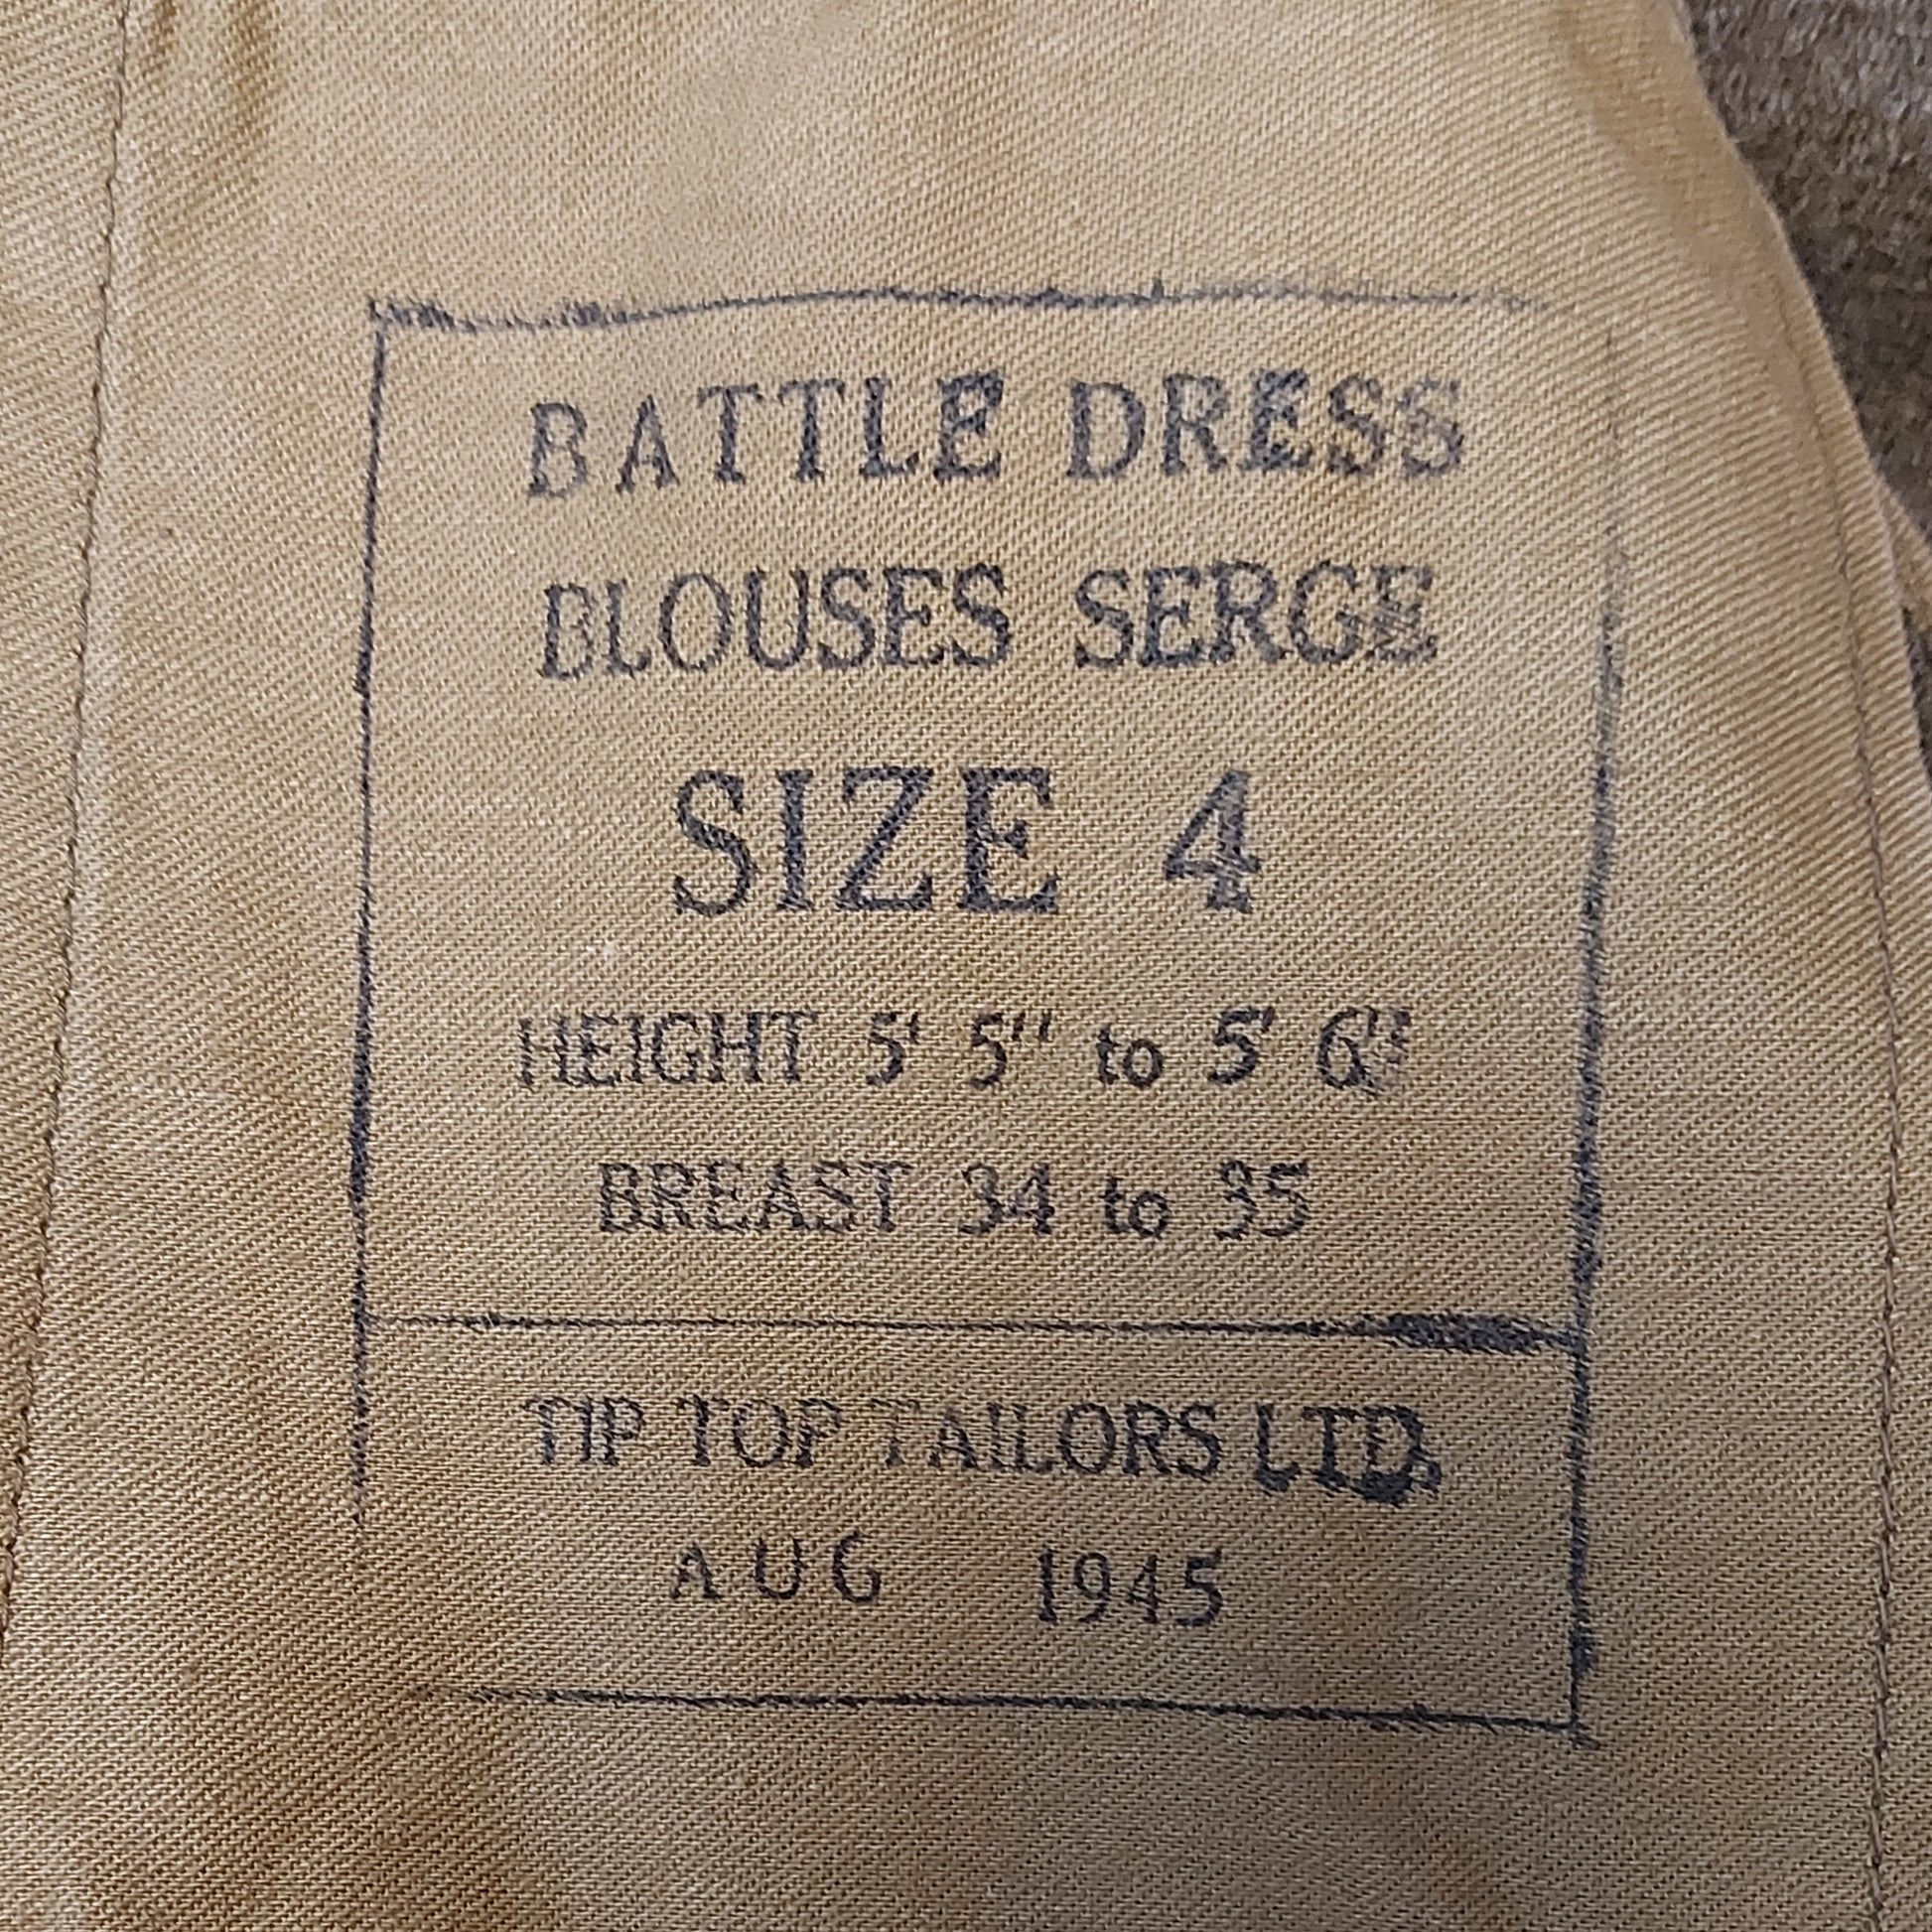 BATTLE DRESS
BLOUSES SERGE
SIZE 4
HEIGHT 5' 5" to 5' 6"
BREAST 34 to 35
TIP TOP TAILORS LTD.
AUG 1945